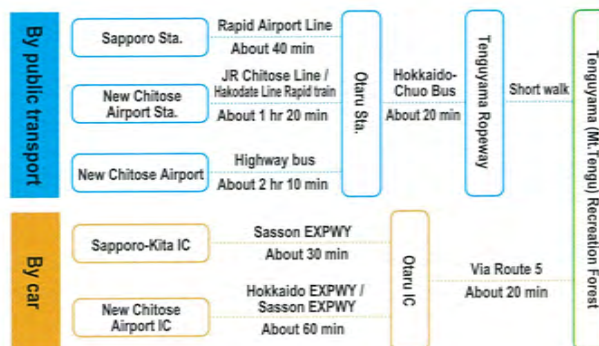 By public transport
Sapporo Sta.
Rapid Airport Line
About 40 min
New Chitose
Airport Sta.
JR Chitose Line /
Hakodate Line Rapid train
About 1 hr 20 min
New Chitose Airport
Highway bus
About 2 hr 10 min
Otaru Sta.
Hokkaido-
Chuo Bus
About 20 min
Tenguyama Ropeway
Short walk
Tenguyama (Mt.Tengu) Recreation Forest
By car
Sapporo-Kita IC
Sasson EXPWY
About 30 min
New Chitose
Airport IC
Hokkaido EXPWY /
Sasson EXPWY
About 60 min
Otaru IC
Via Route 5
About 20 min